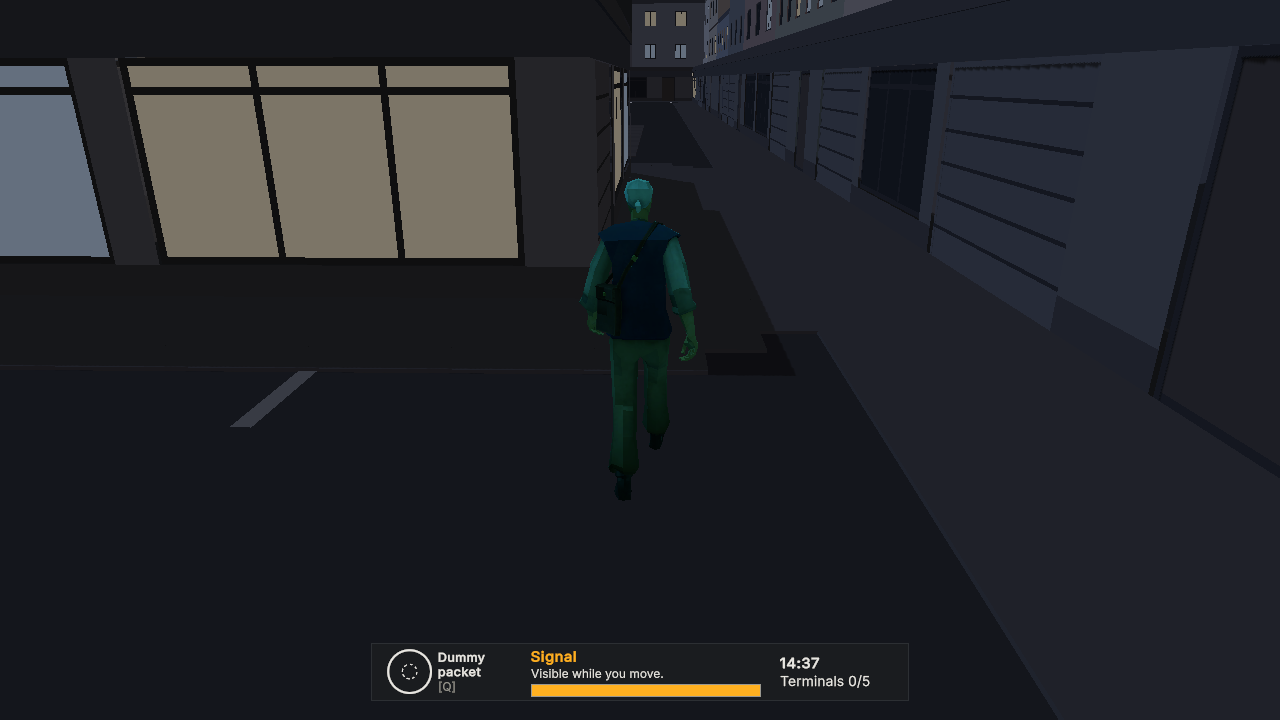 Dummy
packet
[Q]
Signal
Visible while you move.
14:37
Terminals 0/5